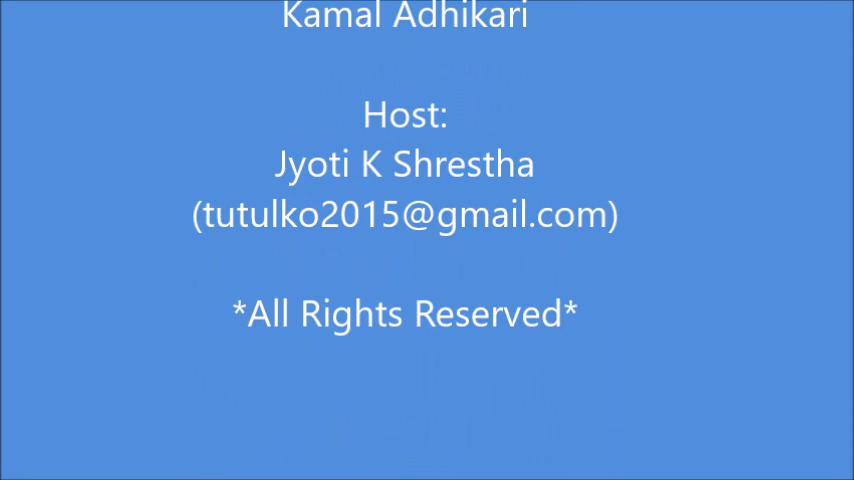 Kamal Adhikari
Host:
Jyoti K Shrestha
(tutulko2015@gmail.com)
*All Rights Reserved*